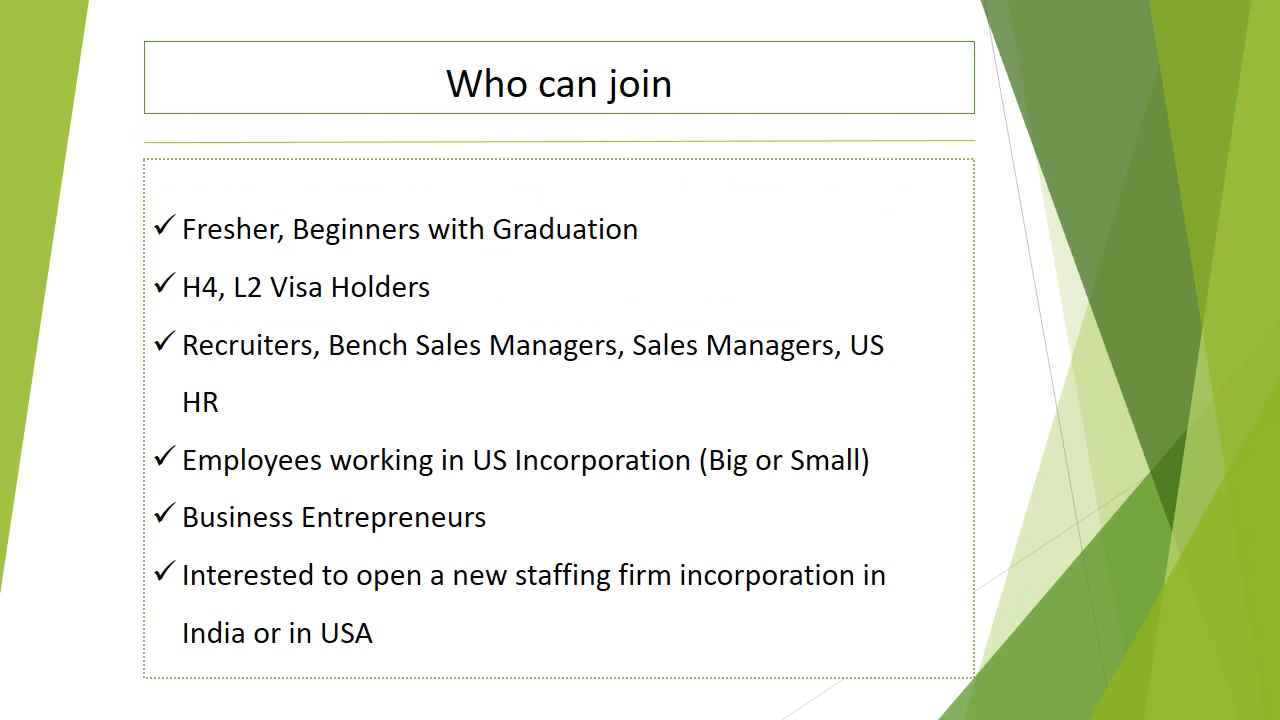 Who can join
✓ Fresher, Beginners with Graduation
✓ H4, L2 Visa Holders
✓ Recruiters, Bench Sales Managers, Sales Managers, US
HR
✓ Employees working in US Incorporation (Big or Small)
✓ Business Entrepreneurs
✓ Interested to open a new staffing firm incorporation in
India or in USA